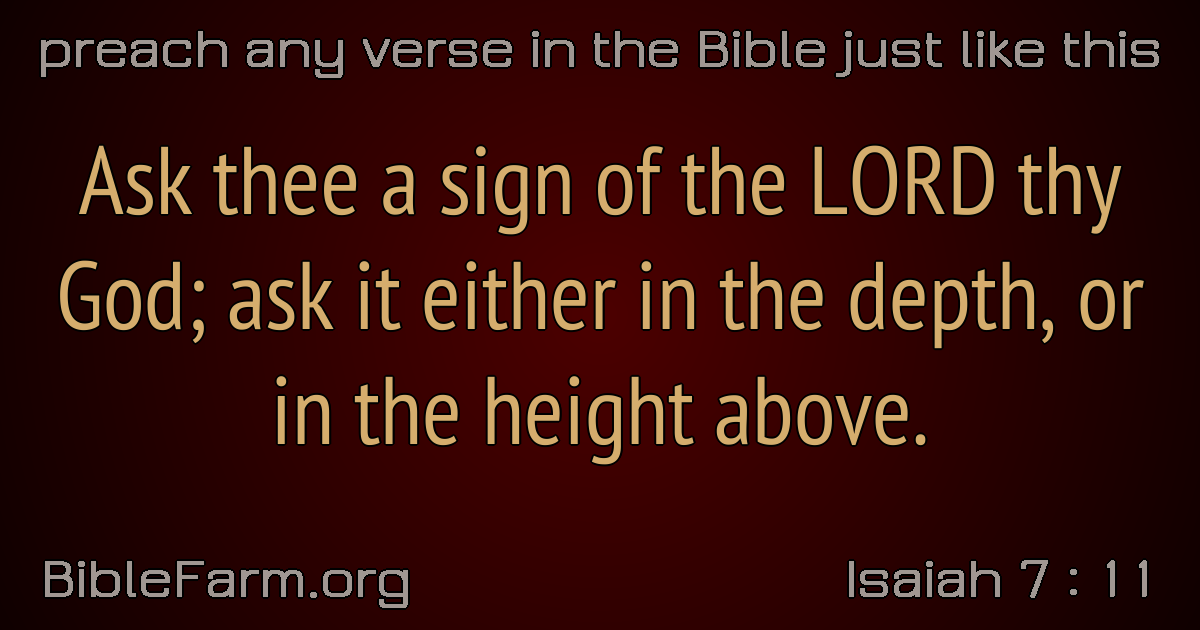 preach any verse in the Bible just like this
Ask thee a sign of the LORD thy
God; ask it either in the depth, or
in the height above.
BibleFarm.org
Isaiah 7 : 11